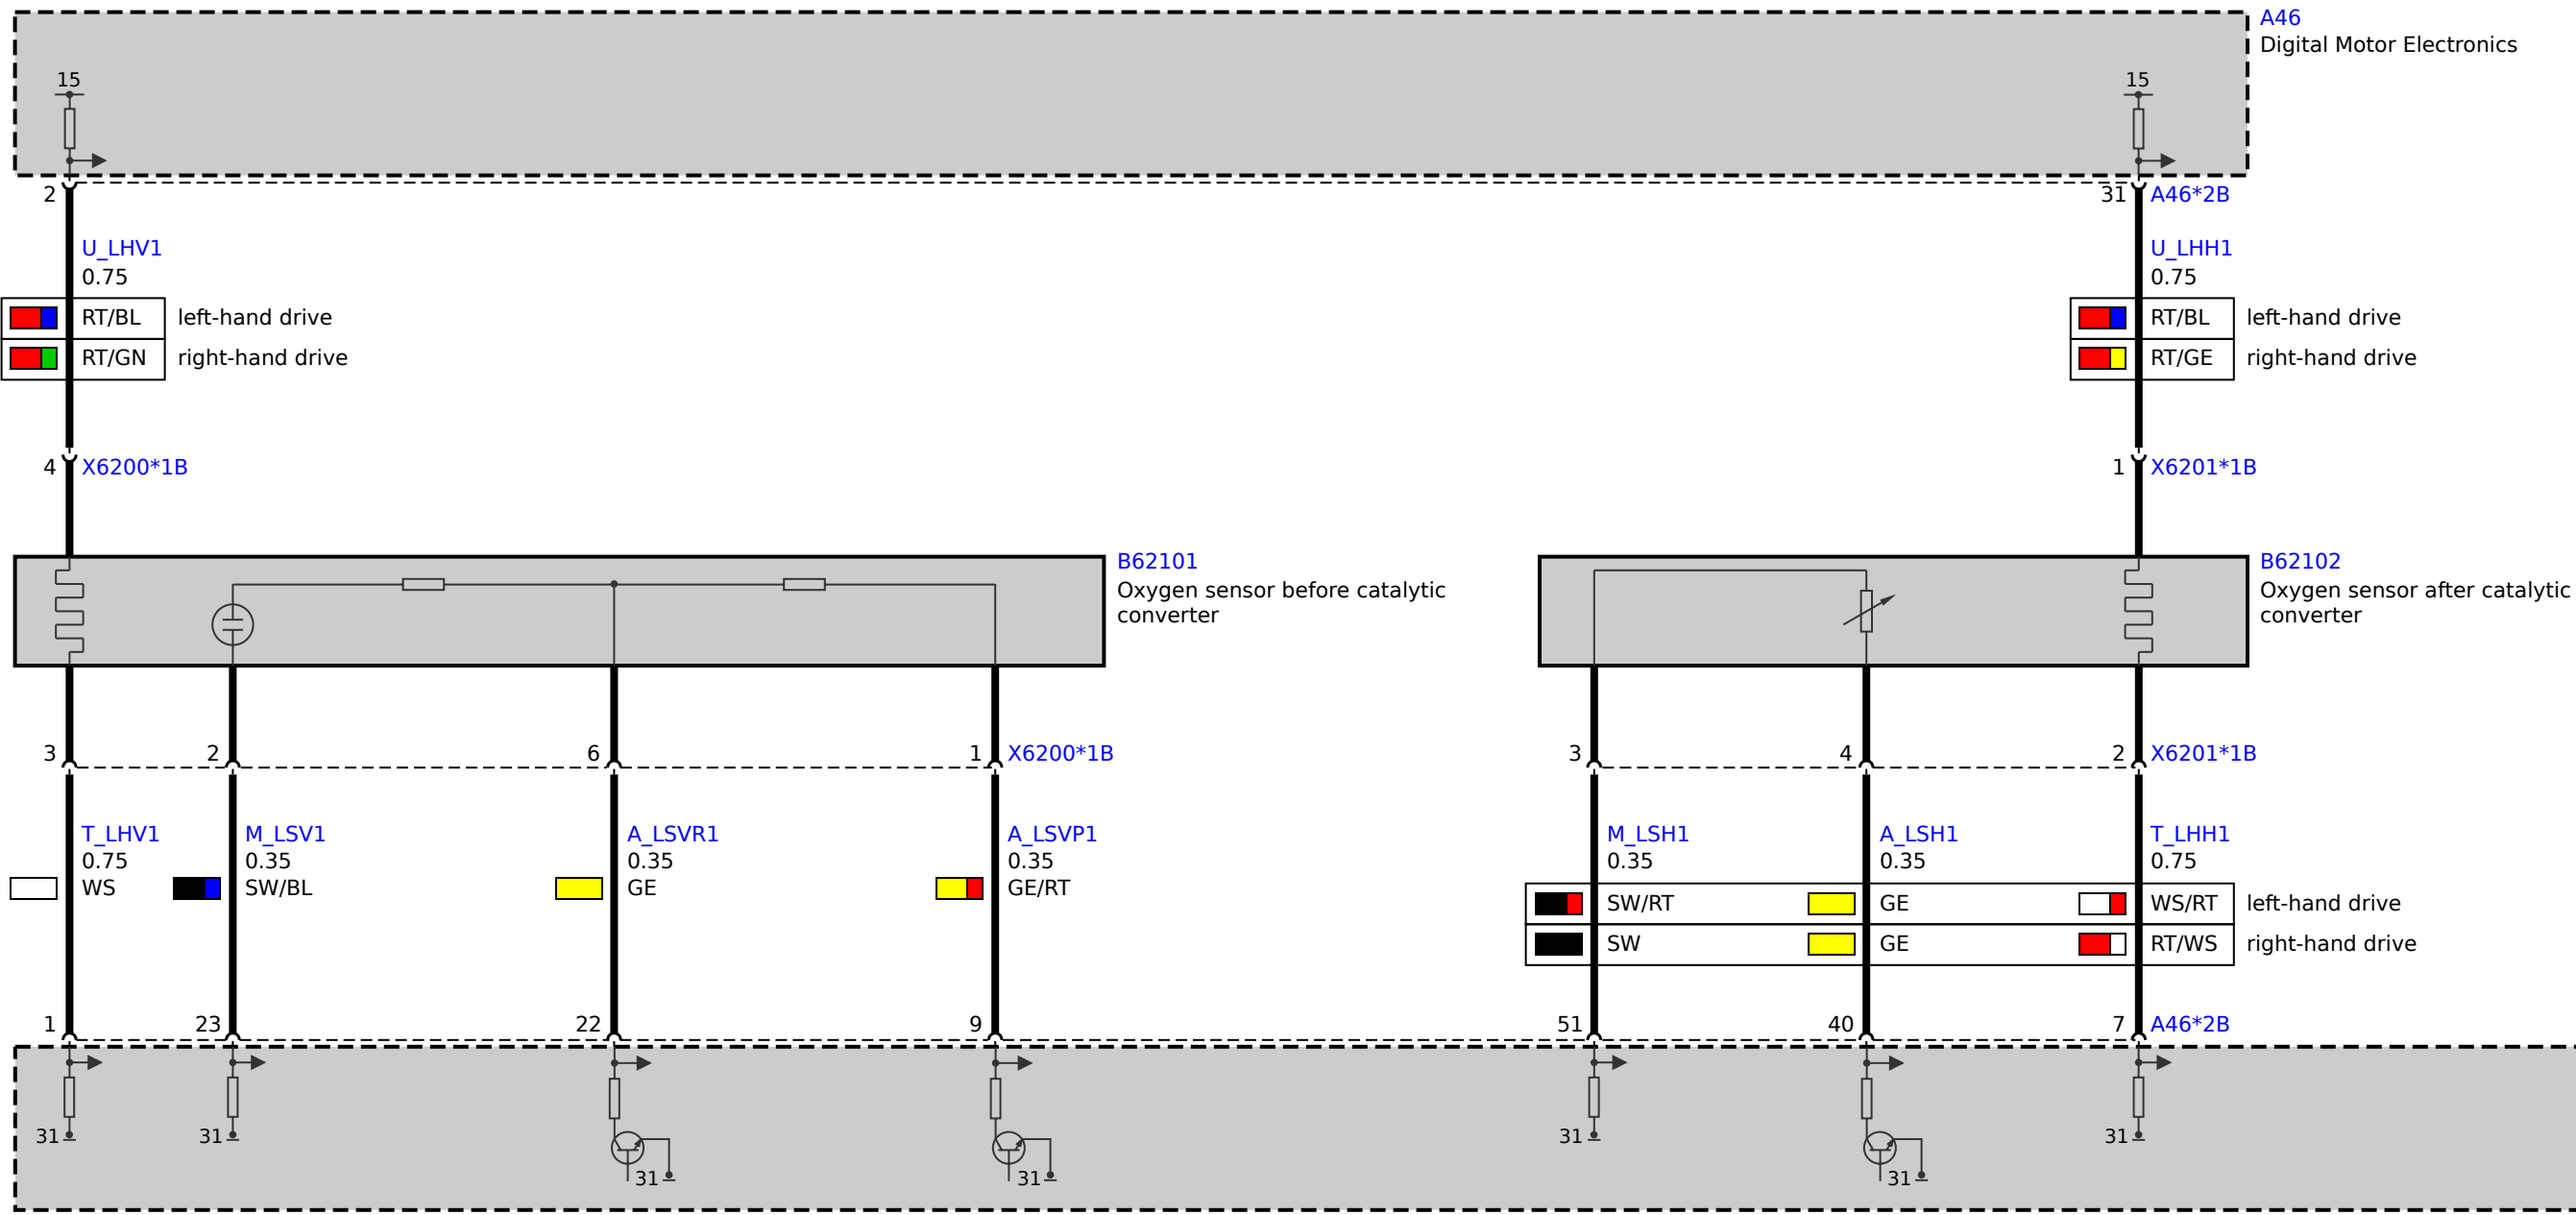 A46
Digital Motor Electronics
15
15
2
31
A46*2B
U_LHV1
0.75
RT/BL
left-hand drive
RT/GN
right-hand drive
U_LHH1
0.75
RT/BL
left-hand drive
RT/GE
right-hand drive
4
X6200*1B
1
X6201*1B
B62101
Oxygen sensor before catalytic
converter
B62102
Oxygen sensor after catalytic
converter
3
2
6
1
X6200*1B
3
4
2
X6201*1B
T_LHV1
0.75
WS
M_LSV1
0.35
SW/BL
A_LSVR1
0.35
GE
A_LSVP1
0.35
GE/RT
M_LSH1
0.35
A_LSH1
0.35
T_LHH1
0.75
SW/RT
GE
WS/RT
left-hand drive
SW
GE
RT/WS
right-hand drive
1
23
22
9
51
40
7
A46*2B
31
31
31
31
31
31
31